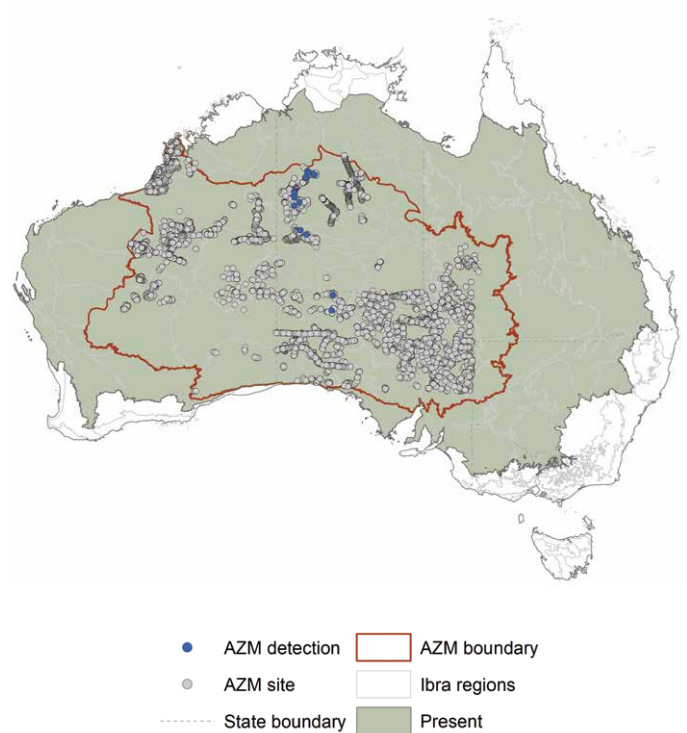 AZM detection
AZM boundary
AZM site
Ibra regions
State boundary
Present